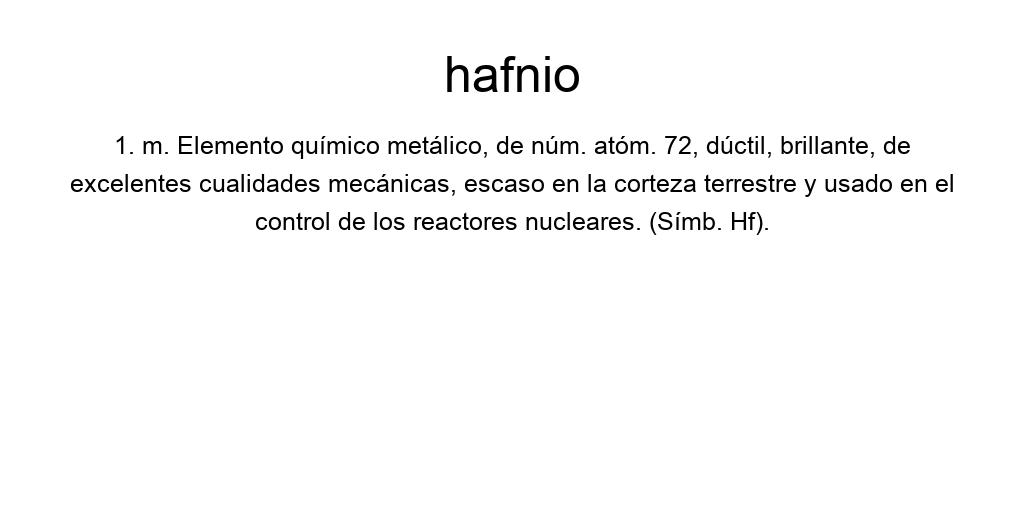 hafnio
1. m. Elemento químico metálico, de núm. atóm. 72, dúctil, brillante, de
excelentes cualidades mecánicas, escaso en la corteza terrestre y usado en el
control de los reactores nucleares. (Símb. Hf).